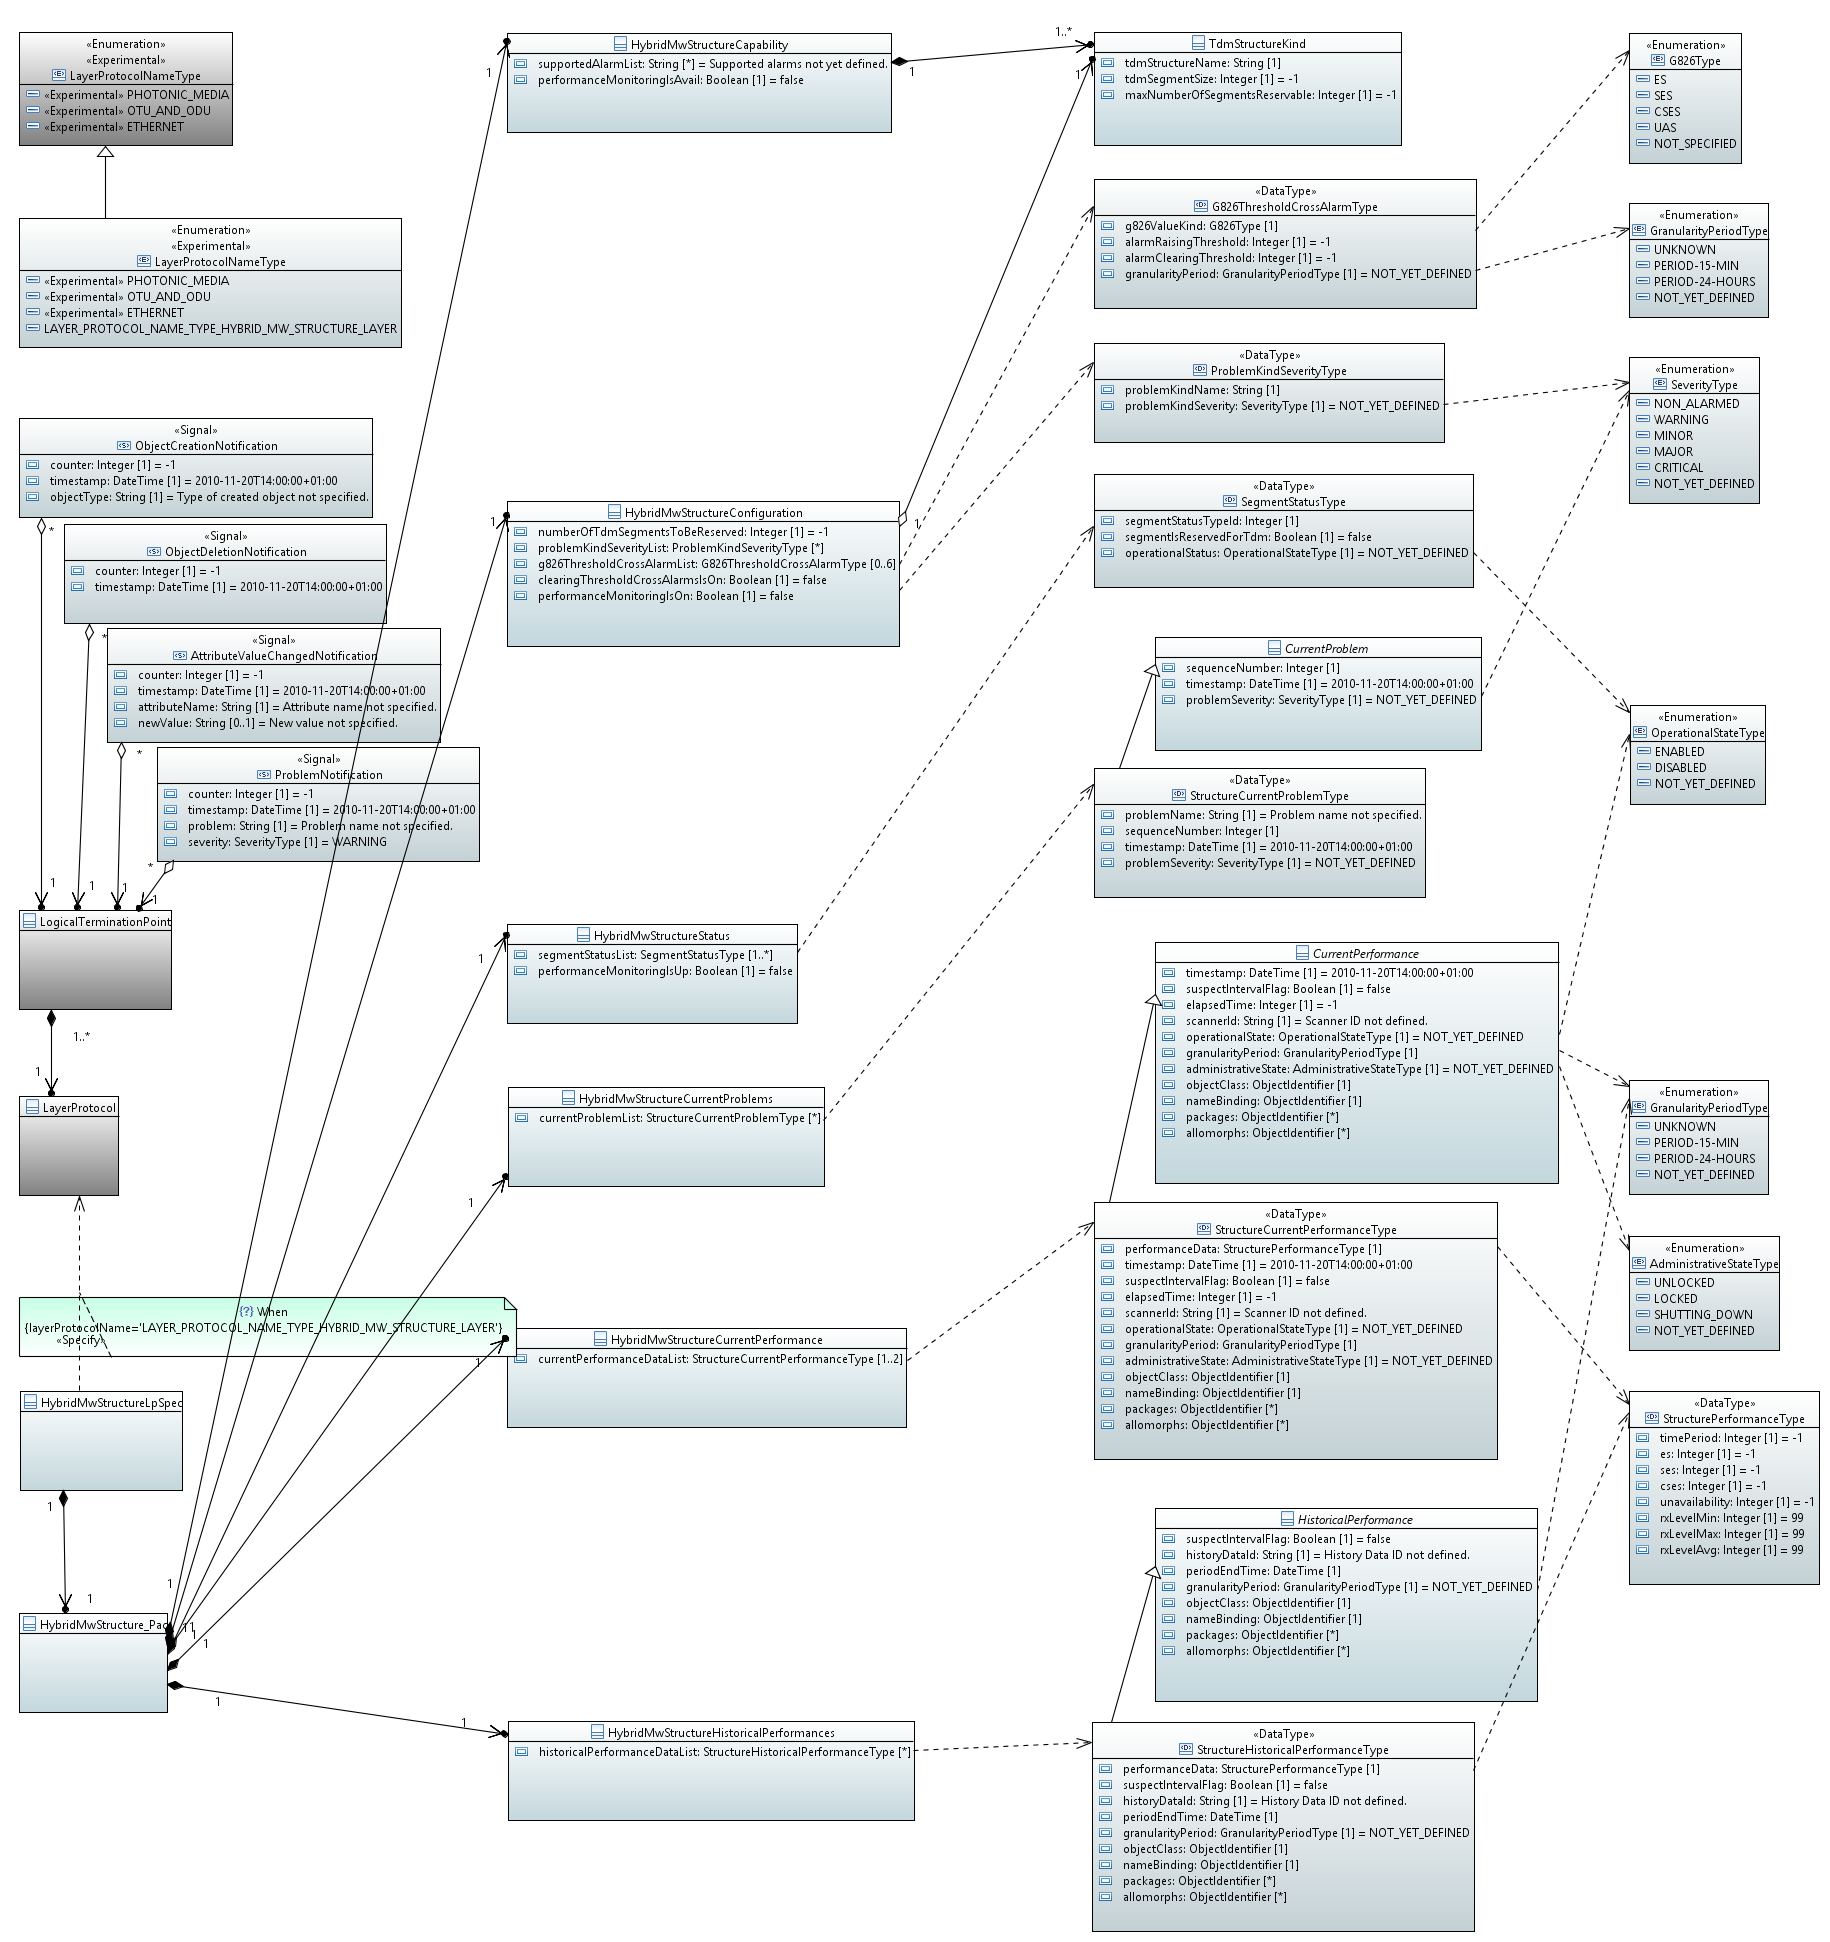 «Enumeration»
«Experimental»
LayerProtocolNameType
«Experimental» PHOTONIC_MEDIA
«Experimental» OTU_AND_ODU
«Experimental» ETHERNET
«Enumeration»
«Experimental»
LayerProtocolNameType
«Experimental» PHOTONIC_MEDIA
«Experimental» OTU_AND_ODU
«Experimental» ETHERNET
LAYER_PROTOCOL_NAME_TYPE_HYBRID_MW_STRUCTURE_LAYER
«Signal»
ObjectCreationNotification
counter: Integer [1] = -1
timestamp: DateTime [1] = 2010-11-20T14:00:00+01:00
objectType: String [1] = Type of created object not specified.
*
«Signal»
ObjectDeletionNotification
counter: Integer [1] = -1
timestamp: DateTime [1] = 2010-11-20T14:00:00+01:00
*
«Signal»
AttributeValueChangedNotification
counter: Integer [1] = -1
timestamp: DateTime [1] = 2010-11-20T14:00:00+01:00
attributeName: String [1] = Attribute name not specified.
newValue: String [0..1] = New value not specified.
*
«Signal»
ProblemNotification
counter: Integer [1] = -1
timestamp: DateTime [1] = 2010-11-20T14:00:00+01:00
problem: String [1] = Problem name not specified.
severity: SeverityType [1] = WARNING
*
1
1
1
1
LogicalTerminationPoint
1..*
1
LayerProtocol
When
{layerProtocolName='LAYER_PROTOCOL_NAME_TYPE_HYBRID_MW_STRUCTURE_LAYER'}
«Specify»
HybridMwStructureLpSpec
1
1
HybridMwStructure_Pac
1
1
1
1
1
1
HybridMwStructureCapability
supportedAlarmList: String [*] = Supported alarms not yet defined.
performanceMonitoringIsAvail: Boolean [1] = false
1
1
1..*
HybridMwStructureConfiguration
numberOfTdmSegmentsToBeReserved: Integer [1] = -1
problemKindSeverityList: ProblemKindSeverityType [*]
g826ThresholdCrossAlarmList: G826ThresholdCrossAlarmType [0..6]
clearingThresholdCrossAlarmsIsOn: Boolean [1] = false
performanceMonitoringIsOn: Boolean [1] = false
1
1
1
HybridMwStructureStatus
segmentStatusList: SegmentStatusType [1..*]
performanceMonitoringIsUp: Boolean [1] = false
1
HybridMwStructureCurrentProblems
currentProblemList: StructureCurrentProblemType [*]
1
HybridMwStructureCurrentPerformance
currentPerformanceDataList: StructureCurrentPerformanceType [1..2]
1
HybridMwStructureHistoricalPerformances
historicalPerformanceDataList: StructureHistoricalPerformanceType [*]
1
TdmStructureKind
tdmStructureName: String [1]
tdmSegmentSize: Integer [1] = -1
maxNumberOfSegmentsReservable: Integer [1] = -1
«DataType»
G826ThresholdCrossAlarmType
g826ValueKind: G826Type [1]
alarmRaisingThreshold: Integer [1] = -1
alarmClearingThreshold: Integer [1] = -1
granularityPeriod: GranularityPeriodType [1] = NOT_YET_DEFINED
«DataType»
ProblemKindSeverityType
problemKindName: String [1]
problemKindSeverity: SeverityType [1] = NOT_YET_DEFINED
«DataType»
SegmentStatusType
segmentStatusTypeId: Integer [1]
segmentIsReservedForTdm: Boolean [1] = false
operationalStatus: OperationalStateType [1] = NOT_YET_DEFINED
CurrentProblem
sequenceNumber: Integer [1]
timestamp: DateTime [1] = 2010-11-20T14:00:00+01:00
problemSeverity: SeverityType [1] = NOT_YET_DEFINED
«DataType»
StructureCurrentProblemType
problemName: String [1] = Problem name not specified.
sequenceNumber: Integer [1]
timestamp: DateTime [1] = 2010-11-20T14:00:00+01:00
problemSeverity: SeverityType [1] = NOT_YET_DEFINED
CurrentPerformance
timestamp: DateTime [1] = 2010-11-20T14:00:00+01:00
suspectIntervalFlag: Boolean [1] = false
elapsedTime: Integer [1] = -1
scannerId: String [1] = Scanner ID not defined.
operationalState: OperationalStateType [1] = NOT_YET_DEFINED
granularityPeriod: GranularityPeriodType [1]
administrativeState: AdministrativeStateType [1] = NOT_YET_DEFINED
objectClass: ObjectIdentifier [1]
nameBinding: ObjectIdentifier [1]
packages: ObjectIdentifier [*]
allomorphs: ObjectIdentifier [*]
«DataType»
StructureCurrentPerformanceType
performanceData: StructurePerformanceType [1]
timestamp: DateTime [1] = 2010-11-20T14:00:00+01:00
suspectIntervalFlag: Boolean [1] = false
elapsedTime: Integer [1] = -1
scannerId: String [1] = Scanner ID not defined.
operationalState: OperationalStateType [1] = NOT_YET_DEFINED
granularityPeriod: GranularityPeriodType [1]
administrativeState: AdministrativeStateType [1] = NOT_YET_DEFINED
objectClass: ObjectIdentifier [1]
nameBinding: ObjectIdentifier [1]
packages: ObjectIdentifier [*]
allomorphs: ObjectIdentifier [*]
HistoricalPerformance
suspectIntervalFlag: Boolean [1] = false
historyDataId: String [1] = History Data ID not defined.
periodEndTime: DateTime [1]
granularityPeriod: GranularityPeriodType [1] = NOT_YET_DEFINED
objectClass: ObjectIdentifier [1]
nameBinding: ObjectIdentifier [1]
packages: ObjectIdentifier [*]
allomorphs: ObjectIdentifier [*]
«DataType»
StructureHistoricalPerformanceType
performanceData: StructurePerformanceType [1]
suspectIntervalFlag: Boolean [1] = false
historyDataId: String [1] = History Data ID not defined.
periodEndTime: DateTime [1]
granularityPeriod: GranularityPeriodType [1] = NOT_YET_DEFINED
objectClass: ObjectIdentifier [1]
nameBinding: ObjectIdentifier [1]
packages: ObjectIdentifier [*]
allomorphs: ObjectIdentifier [*]
«Enumeration»
G826Type
ES
SES
CSES
UAS
NOT_SPECIFIED
«Enumeration»
GranularityPeriodType
UNKNOWN
PERIOD-15-MIN
PERIOD-24-HOURS
NOT_YET_DEFINED
«Enumeration»
SeverityType
NON_ALARMED
WARNING
MINOR
MAJOR
CRITICAL
NOT_YET_DEFINED
«Enumeration»
OperationalStateType
ENABLED
DISABLED
NOT_YET_DEFINED
«Enumeration»
GranularityPeriodType
UNKNOWN
PERIOD-15-MIN
PERIOD-24-HOURS
NOT_YET_DEFINED
«Enumeration»
AdministrativeStateType
UNLOCKED
LOCKED
SHUTTING_DOWN
NOT_YET_DEFINED
«DataType»
StructurePerformanceType
timePeriod: Integer [1] = -1
es: Integer [1] = -1
ses: Integer [1] = -1
cses: Integer [1] = -1
unavailability: Integer [1] = -1
rxLevelMin: Integer [1] = 99
rxLevelMax: Integer [1] = 99
rxLevelAvg: Integer [1] = 99